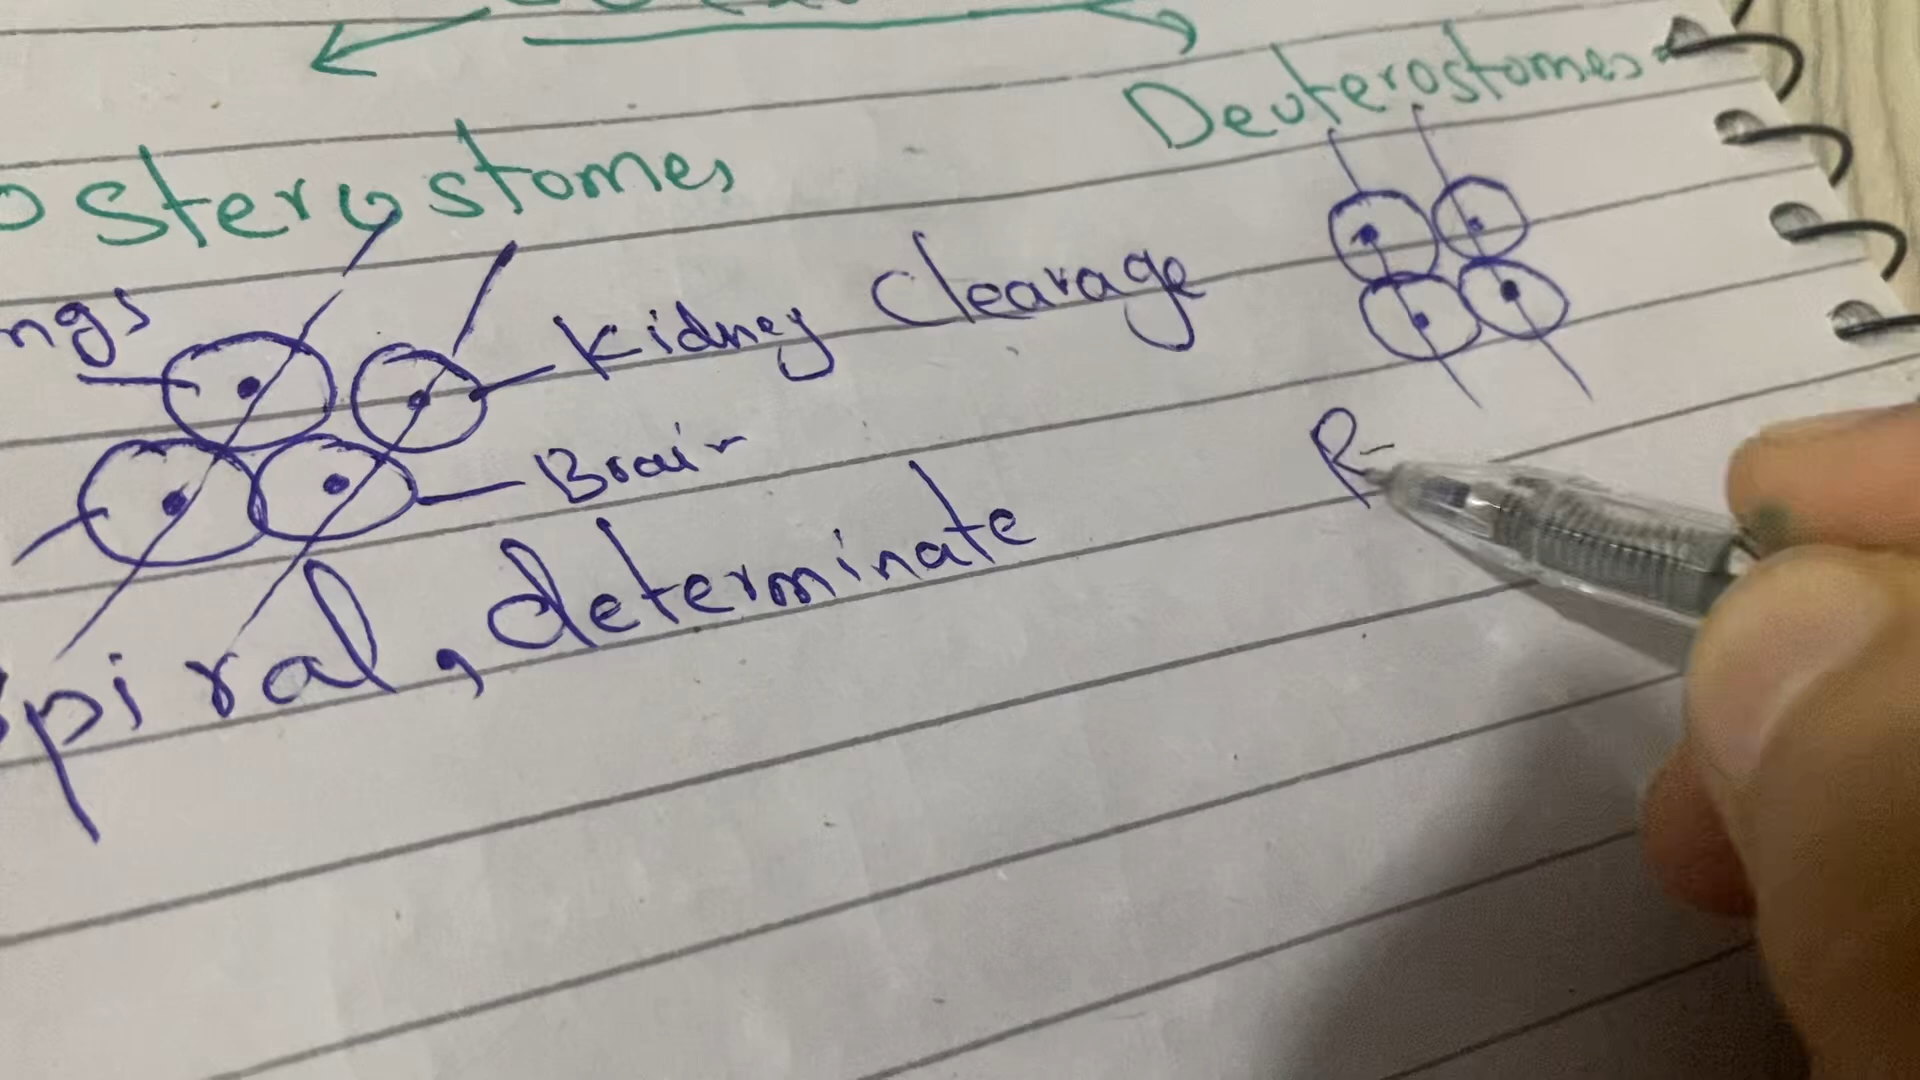 Deuterostomes
osterostomes
ngs
Kidney Cleavage
Brain
piral, determinate
R